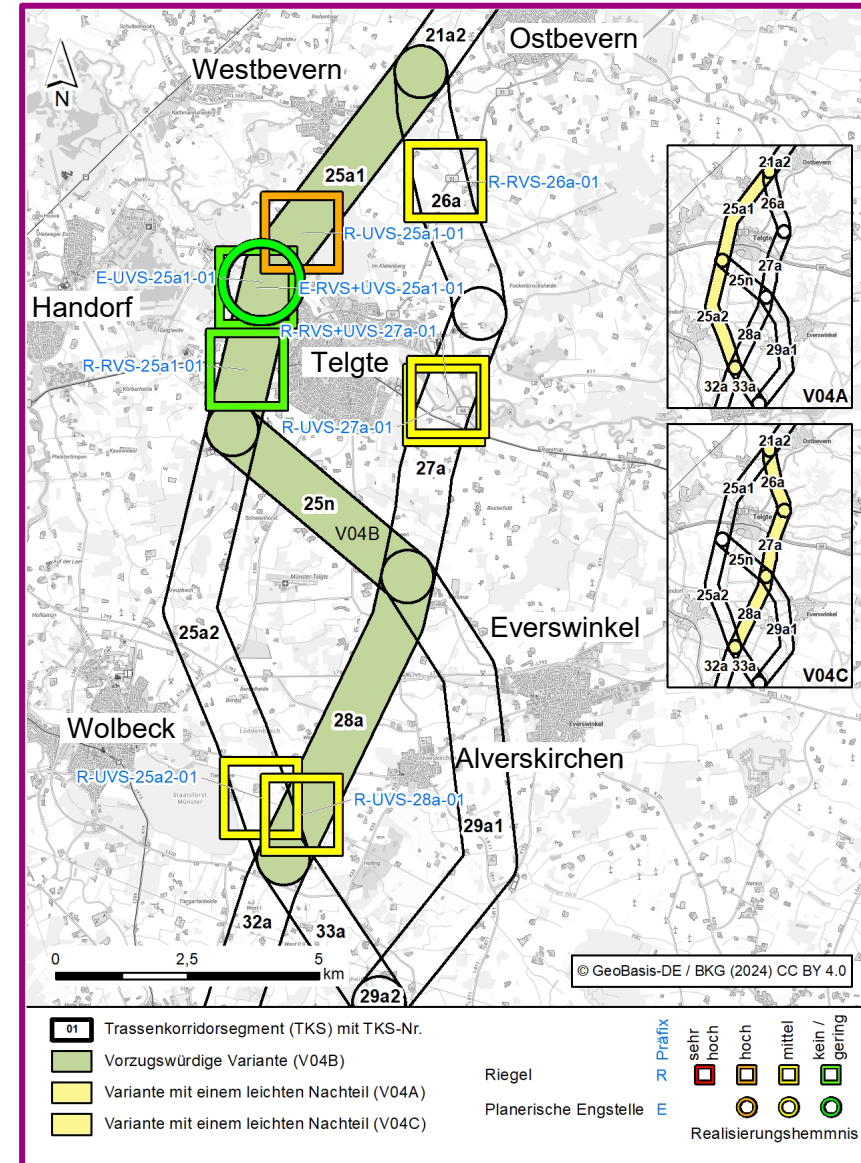 21a2
Ostbevern
Westbevern
N
25a1
26a
R-RVS-26a-01
R-UVS-25a1-01
E-UVS-25a1-01
E-RVS+UVS-25a1-01
Handorf
R-RVS+UVS-27a-01
R-RVS-25a1-01
Telgte
R-UVS-27a-01
27a
25n
V04B
25a2
Everswinkel
28a
Wolbeck
Alverskirchen
R-UVS-25a2-01
R-UVS-28a-01
29a1
32a
33a
29a2
0 2,5 5
km
21a2
Ostbevern
25a1
26a
Telgte
27a
25n
25a2
28a
Everswinkel
29a1
32a 33a
V04A
21a2
Ostbevern
25a1
26a
Telgte
27a
25n
25a2
28a
Everswinkel
29a1
32a 33a
V04C
© GeoBasis-DE / BKG (2024) CC BY 4.0
01 Trassenkorridorsegment (TKS) mit TKS-Nr.
Vorzugswürdige Variante (V04B)
Variante mit einem leichten Nachteil (V04A)
Variante mit einem leichten Nachteil (V04C)
Präfix
sehr hoch
hoch
mittel
kein / gering
Riegel R
Planerische Engstelle E
Realisierungshemmnis